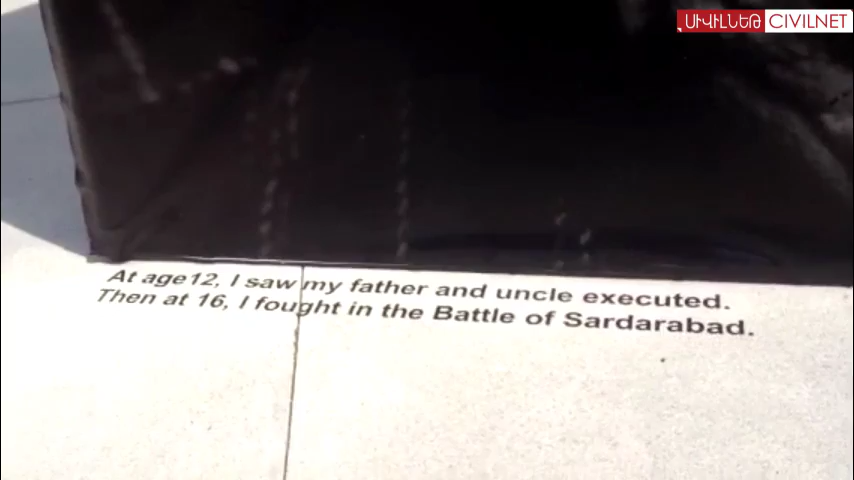 ՍԻՎԻԼՆԵԹ CIVILNET
At age12, I saw my father and uncle executed.
Then at 16, I fought in the Battle of Sardarabad.